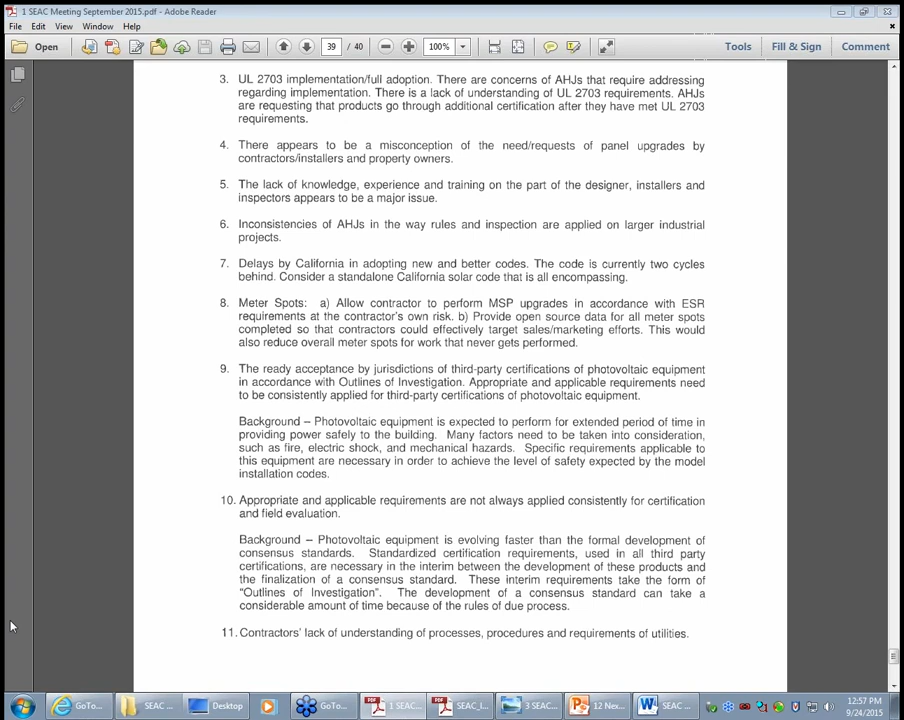 1 SEAC Meeting September 2015.pdf - Adobe Reader
File Edit View Window Help
Open 39 / 40 100% Tools Fill & Sign Comment
3. UL 2703 implementation/full adoption. There are concerns of AHJs that require addressing
regarding implementation. There is a lack of understanding of UL 2703 requirements. AHJs
are requesting that products go through additional certification after they have met UL 2703
requirements.
4. There appears to be a misconception of the need/requests of panel upgrades by
contractors/installers and property owners.
5. The lack of knowledge, experience and training on the part of the designer, installers and
inspectors appears to be a major issue.
6. Inconsistencies of AHJs in the way rules and inspection are applied on larger industrial
projects.
7. Delays by California in adopting new and better codes. The code is currently two cycles
behind. Consider a standalone California solar code that is all encompassing.
8. Meter Spots: a) Allow contractor to perform MSP upgrades in accordance with ESR
requirements at the contractor's own risk. b) Provide open source data for all meter spots
completed so that contractors could effectively target sales/marketing efforts. This would
also reduce overall meter spots for work that never gets performed.
9. The ready acceptance by jurisdictions of third-party certifications of photovoltaic equipment
in accordance with Outlines of Investigation. Appropriate and applicable requirements need
to be consistently applied for third-party certifications of photovoltaic equipment.
Background – Photovoltaic equipment is expected to perform for extended period of time in
providing power safely to the building. Many factors need to be taken into consideration,
such as fire, electric shock, and mechanical hazards. Specific requirements applicable to
this equipment are necessary in order to achieve the level of safety expected by the model
installation codes.
10. Appropriate and applicable requirements are not always applied consistently for certification
and field evaluation.
Background – Photovoltaic equipment is evolving faster than the formal development of
consensus standards. Standardized certification requirements, used in all third party
certifications, are necessary in the interim between the development of these products and
the finalization of a consensus standard. These interim requirements take the form of
"Outlines of Investigation". The development of a consensus standard can take a
considerable amount of time because of the rules of due process.
11. Contractors' lack of understanding of processes, procedures and requirements of utilities.
GoTo... SEAC ... Desktop GoTo... 1 SEAC... SEAC_I... 3 SEAC... 12 Nex... SEAC ... 12:57 PM
9/24/2015